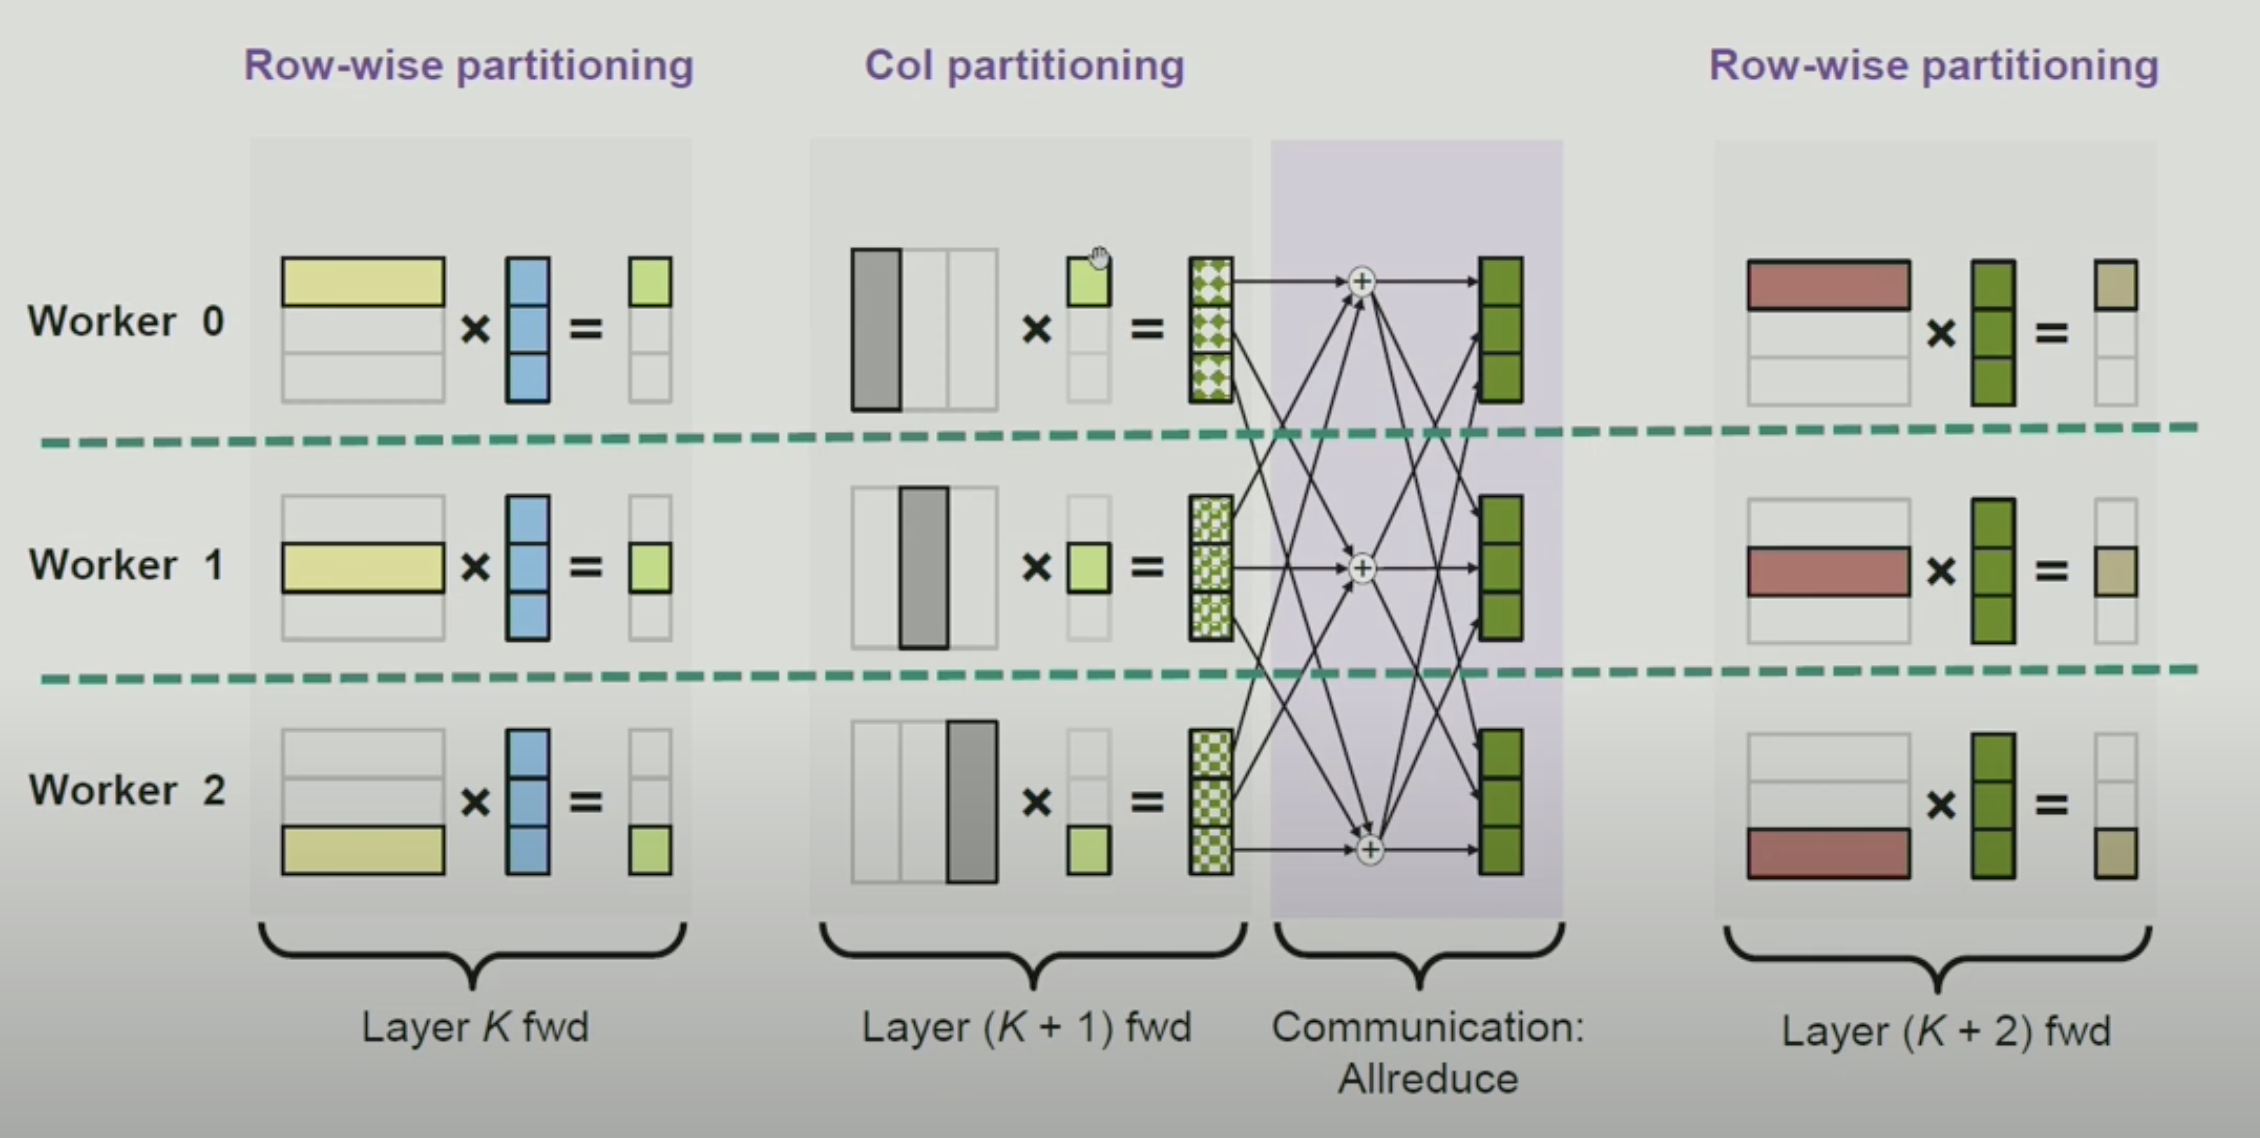 Row-wise partitioning
Col partitioning
Row-wise partitioning
Worker 0
× =
× =
+
× =
Worker 1
× =
× =
+
× =
Worker 2
× =
× =
+
× =
Layer K fwd
Layer (K + 1) fwd
Communication:
Allreduce
Layer (K + 2) fwd